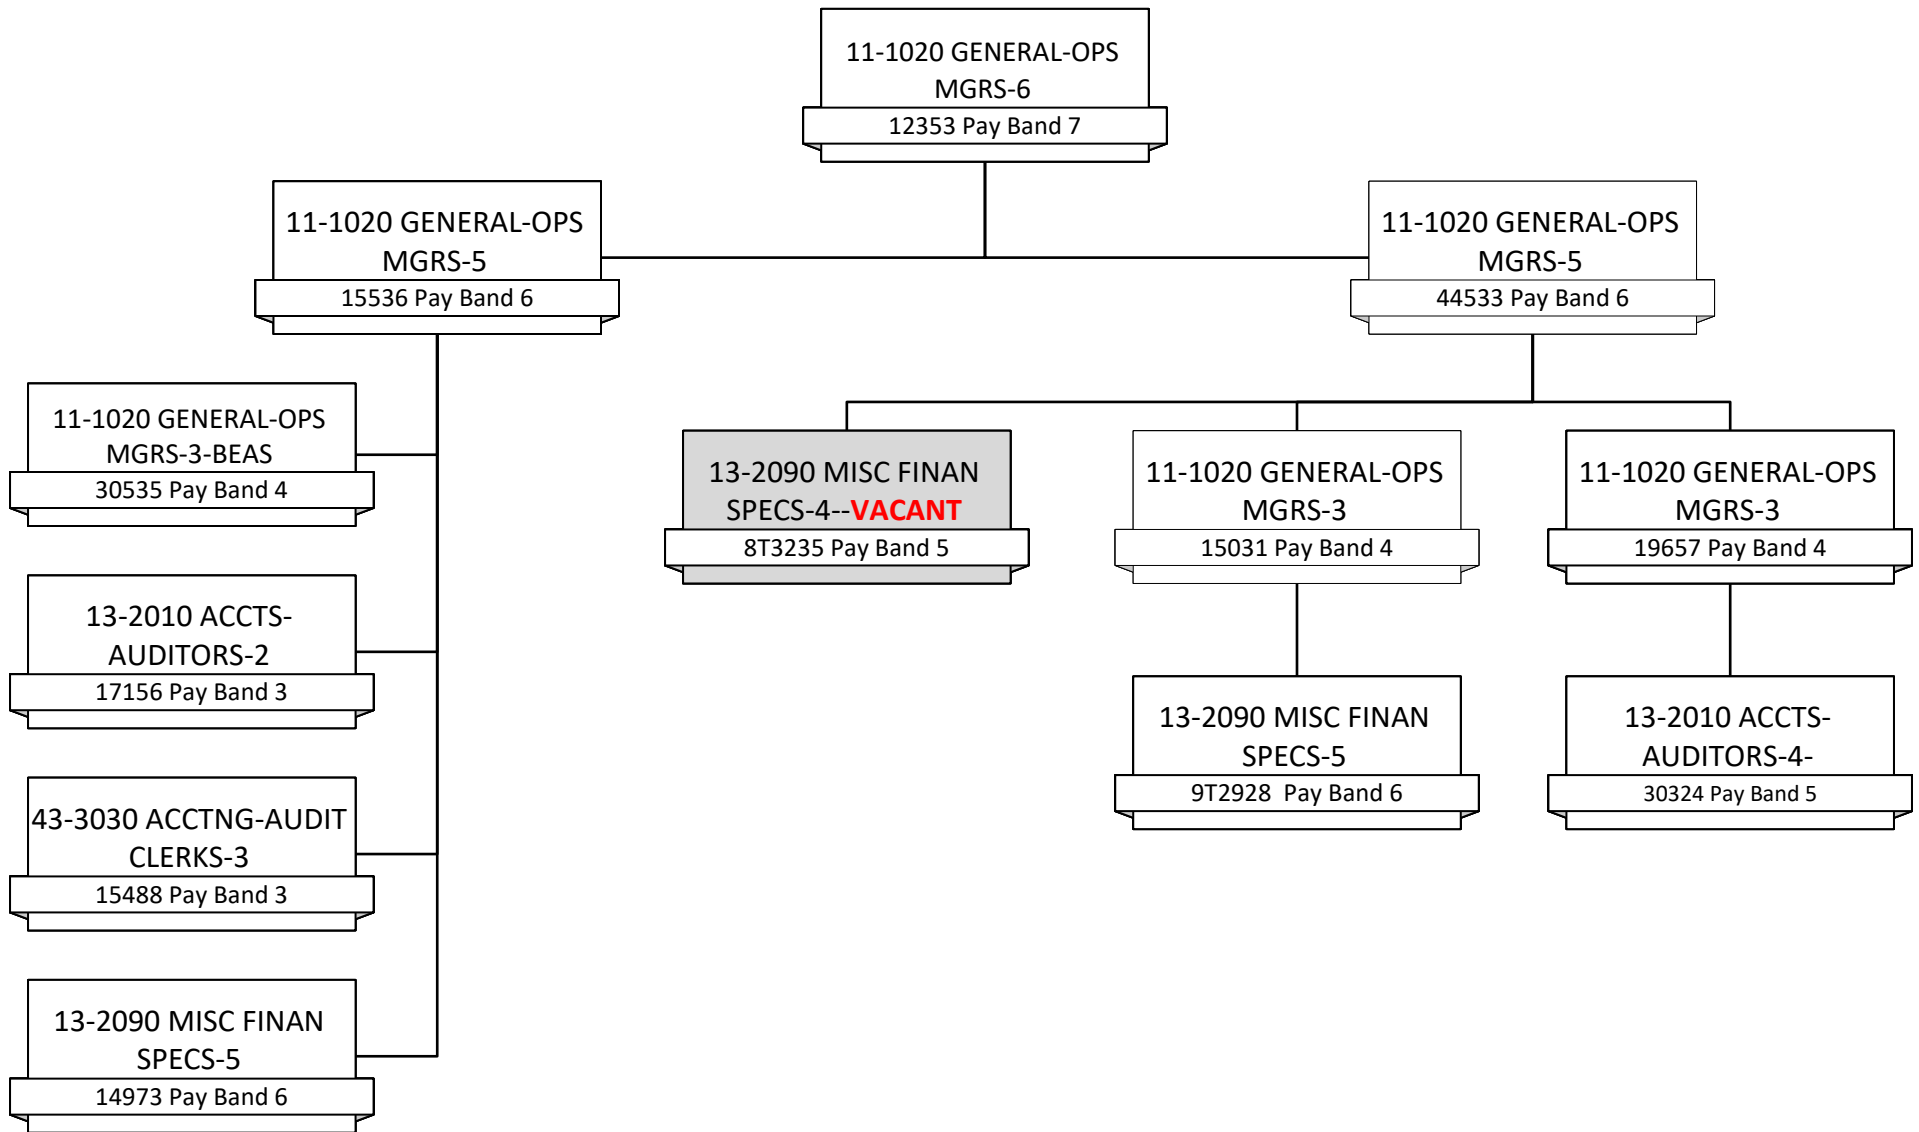 11-1020 GENERAL-OPS
MGRS-6
12353 Pay Band 7
11-1020 GENERAL-OPS
MGRS-5
15536 Pay Band 6
11-1020 GENERAL-OPS
MGRS-5
44533 Pay Band 6
11-1020 GENERAL-OPS
MGRS-3-BEAS
30535 Pay Band 4
13-2010 ACCTS-
AUDITORS-2
17156 Pay Band 3
43-3030 ACCTNG-AUDIT
CLERKS-3
15488 Pay Band 3
13-2090 MISC FINAN
SPECS-5
14973 Pay Band 6
13-2090 MISC FINAN
SPECS-4--VACANT
8T3235 Pay Band 5
11-1020 GENERAL-OPS
MGRS-3
15031 Pay Band 4
11-1020 GENERAL-OPS
MGRS-3
19657 Pay Band 4
13-2090 MISC FINAN
SPECS-5
9T2928  Pay Band 6
13-2010 ACCTS-
AUDITORS-4-
30324 Pay Band 5